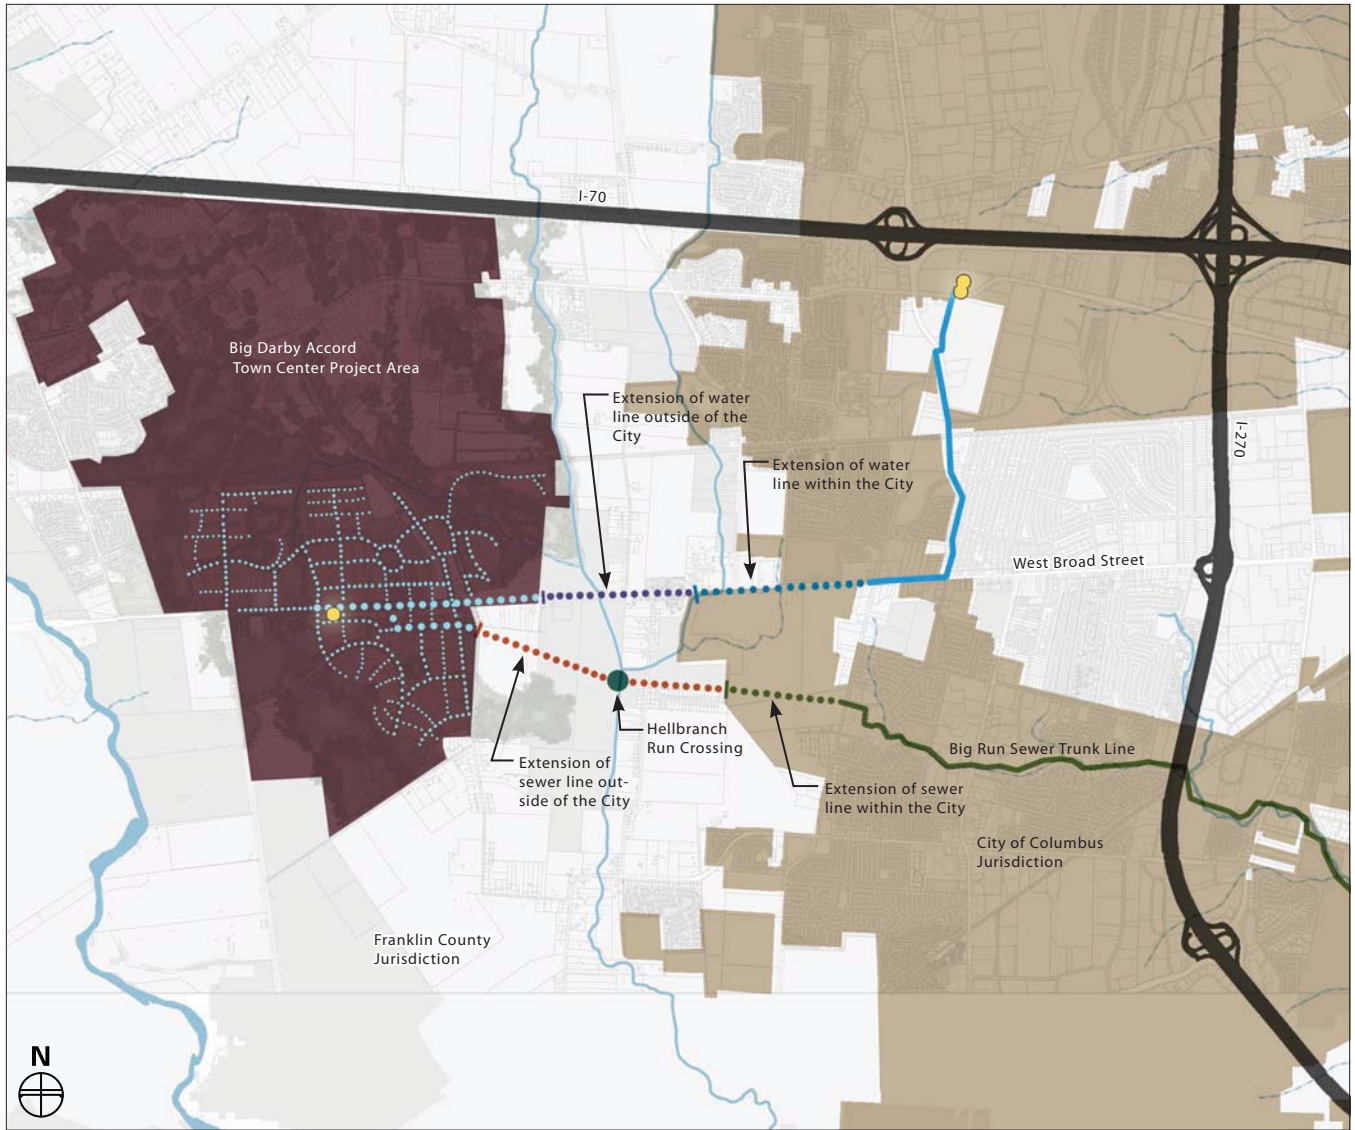 I-70
Big Darby Accord
Town Center Project Area
Extension of water
line outside of the
City
Extension of water
line within the City
I-270
West Broad Street
Hellbranch
Run Crossing
Extension of
sewer line out-
side of the City
Big Run Sewer Trunk Line
Extension of sewer
line within the City
City of Columbus
Jurisdiction
Franklin County
Jurisdiction
N